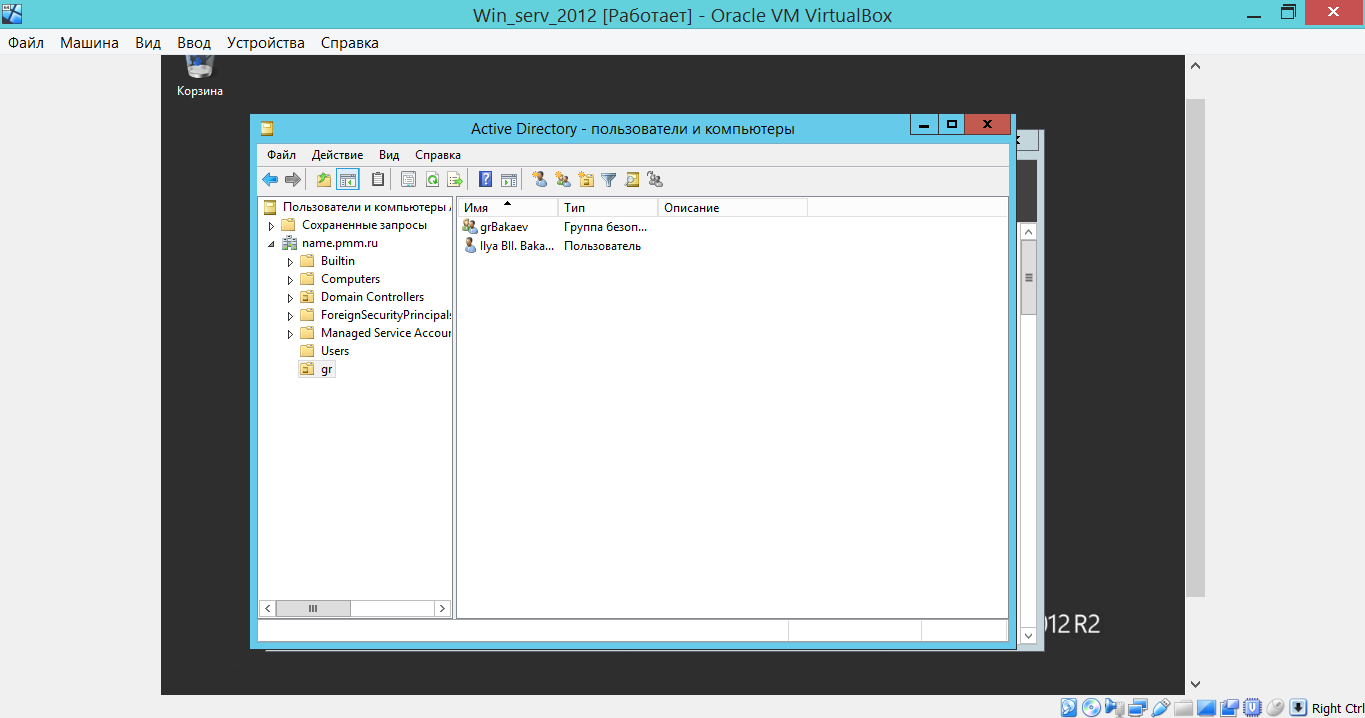 Win_serv_2012 [Работает] - Oracle VM VirtualBox
Файл Машина Вид Ввод Устройства Справка
Корзина
Active Directory - пользователи и компьютеры
Файл Действие Вид Справка
Пользователи и компьютеры
Сохраненные запросы
name.pmm.ru
Builtin
Computers
Domain Controllers
ForeignSecurityPrincipals
Managed Service Accour
Users
gr
Имя Тип Описание
grBakaev Группа безоп...
Ilya Bll. Baka... Пользователь
012 R2
Right Ctrl